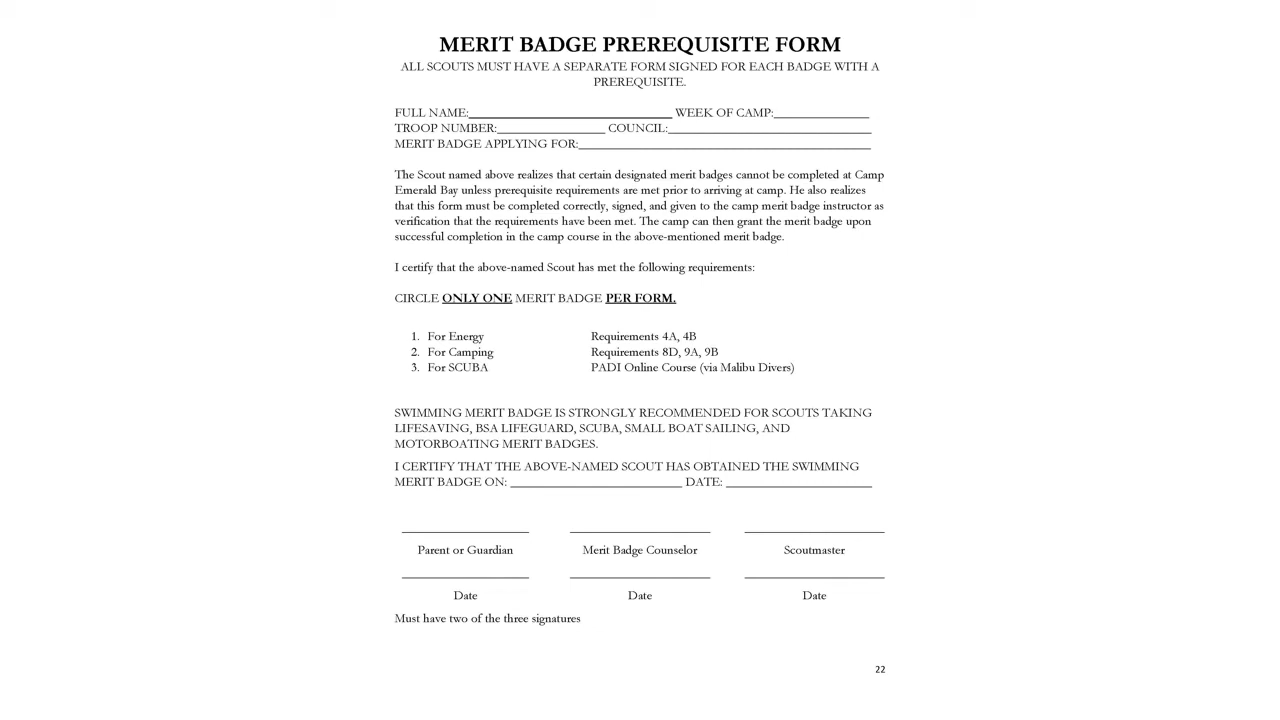 MERIT BADGE PREREQUISITE FORM
ALL SCOUTS MUST HAVE A SEPARATE FORM SIGNED FOR EACH BADGE WITH A
PREREQUISITE.
FULL NAME:________________________________ WEEK OF CAMP:_______________
TROOP NUMBER:_________________ COUNCIL:________________________________
MERIT BADGE APPLYING FOR:______________________________________________
The Scout named above realizes that certain designated merit badges cannot be completed at Camp
Emerald Bay unless prerequisite requirements are met prior to arriving at camp. He also realizes
that this form must be completed correctly, signed, and given to the camp merit badge instructor as
verification that the requirements have been met. The camp can then grant the merit badge upon
successful completion in the camp course in the above-mentioned merit badge.
I certify that the above-named Scout has met the following requirements:
CIRCLE ONLY ONE MERIT BADGE PER FORM.
1. For Energy Requirements 4A, 4B
2. For Camping Requirements 8D, 9A, 9B
3. For SCUBA PADI Online Course (via Malibu Divers)
SWIMMING MERIT BADGE IS STRONGLY RECOMMENDED FOR SCOUTS TAKING
LIFESAVING, BSA LIFEGUARD, SCUBA, SMALL BOAT SAILING, AND
MOTORBOATING MERIT BADGES.
I CERTIFY THAT THE ABOVE-NAMED SCOUT HAS OBTAINED THE SWIMMING
MERIT BADGE ON: ___________________________ DATE: _______________________
____________________ ______________________ ______________________
Parent or Guardian Merit Badge Counselor Scoutmaster
____________________ ______________________ ______________________
Date Date Date
Must have two of the three signatures
22